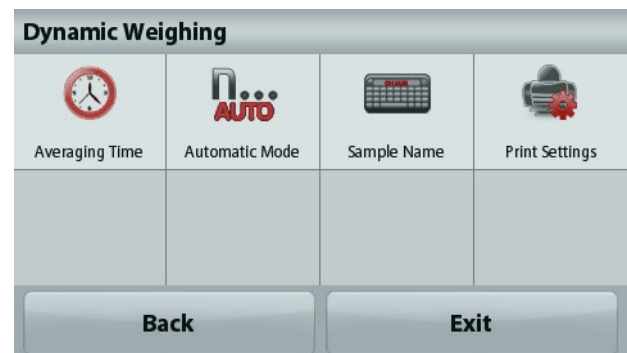 Dynamic Weighing
n...
AUTO
Averaging Time
Automatic Mode
Sample Name
Print Settings
Back
Exit